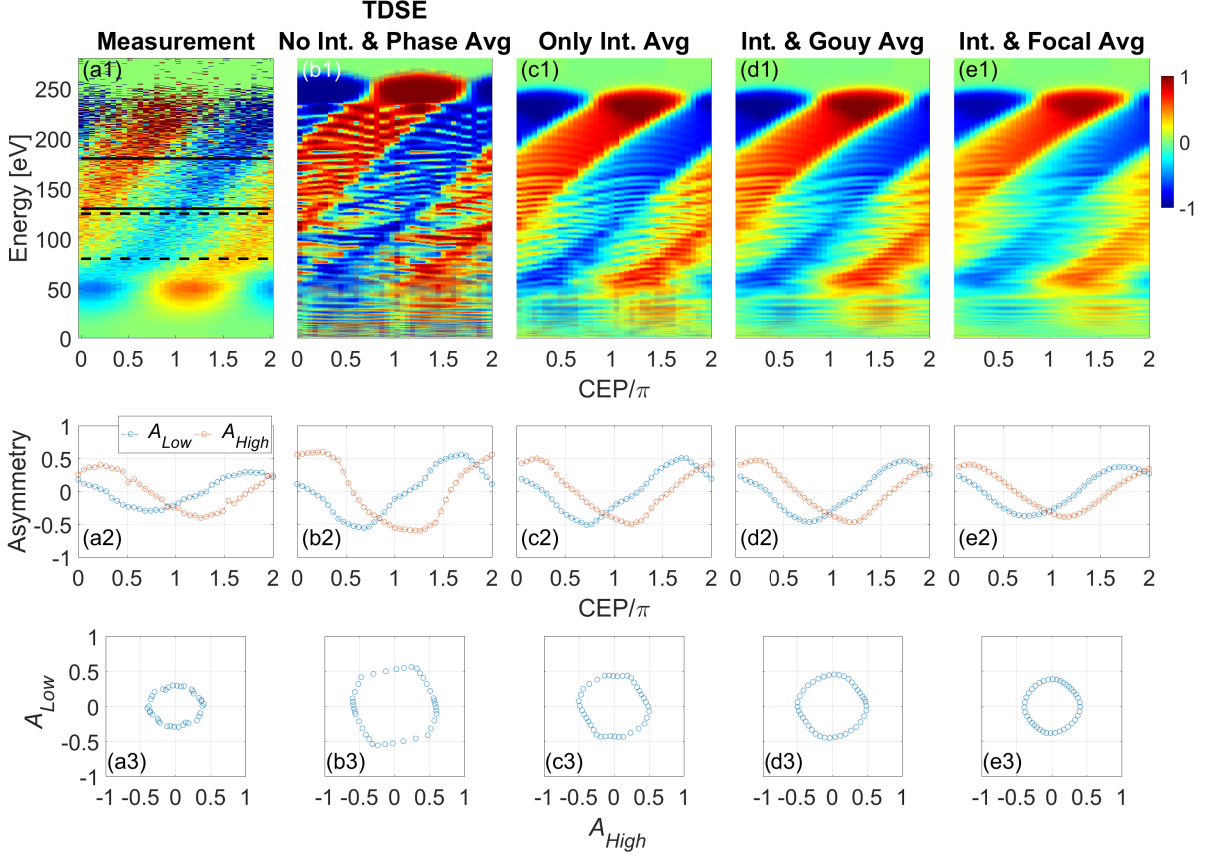 TDSE
Measurement No Int. & Phase Avg Only Int. Avg Int. & Gouy Avg Int. & Focal Avg
(a1) (b1) (c1) (d1) (e1)
Energy [eV]
250
200
150
100
50
0
1
0
-1
0 0.5 1 1.5 2 0 0.5 1 1.5 2 0.5 1 1.5 2 0.5 1 1.5 2 0.5 1 1.5 2
CEP/π
A_Low A_High
Asymmetry
1
0.5
0
-0.5
-1
(a2) (b2) (c2) (d2) (e2)
0 0.5 1 1.5 2 0 0.5 1 1.5 2 0.5 1 1.5 2 0.5 1 1.5 2 0.5 1 1.5 2
CEP/π
A_Low
1
0.5
0
-0.5
-1
(a3) (b3) (c3) (d3) (e3)
-1 -0.5 0 0.5 1 -1 -0.5 0 0.5 1 -1 -0.5 0 0.5 1 -1 -0.5 0 0.5 1 -1 -0.5 0 0.5 1
A_High